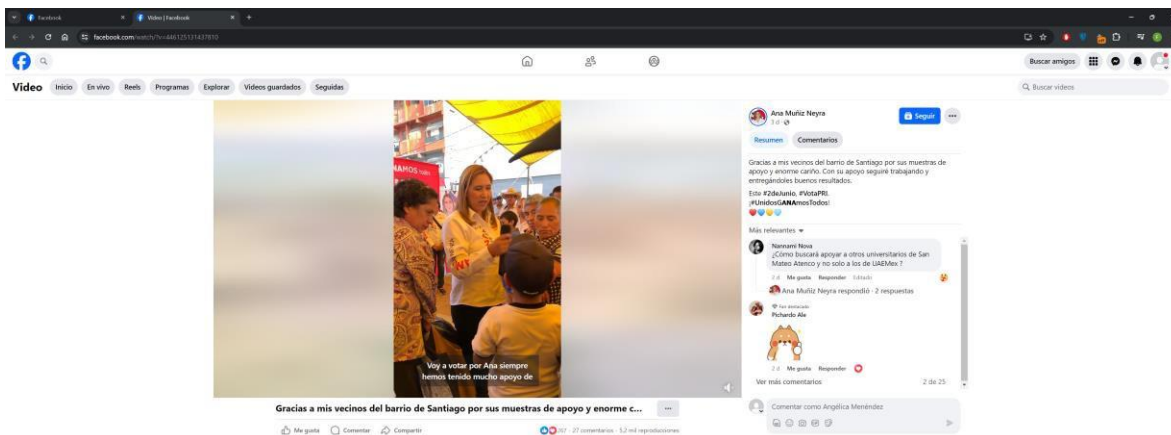 Facebook
Video | Facebook
facebook.com/watch/?v=446125131437810
Buscar amigos
Video
Inicio
En vivo
Reels
Programas
Explorar
Videos guardados
Seguidas
Buscar videos
NAMOS
Voy a votar por Ana siempre
hemos tenido mucho apoyo de
Ana Muñiz Neyra
3 d
Seguir
Resumen
Comentarios
Gracias a mis vecinos del barrio de Santiago por sus muestras de
apoyo y enorme cariño. Con su apoyo seguiré trabajando y
entregándoles buenos resultados.
Este #2deJunio, #VotaPRI.
¡#UnidosGANAmosTodos!
Más relevantes
Nannami Nova
¿Cómo buscará apoyar a otros universitarios de San
Mateo Atenco y no solo a los de UAEMex ?
Me gusta Responder Editado
Ana Muñiz Neyra respondió · 2 respuestas
Fan destacado
Pichardo Ale
Me gusta Responder
Ver más comentarios
2 de 25
Comentar como Angélica Menéndez
Gracias a mis vecinos del barrio de Santiago por sus muestras de apoyo y enorme c...
Me gusta
Comentar
Compartir
27 comentarios · 5.2 mil reproducciones